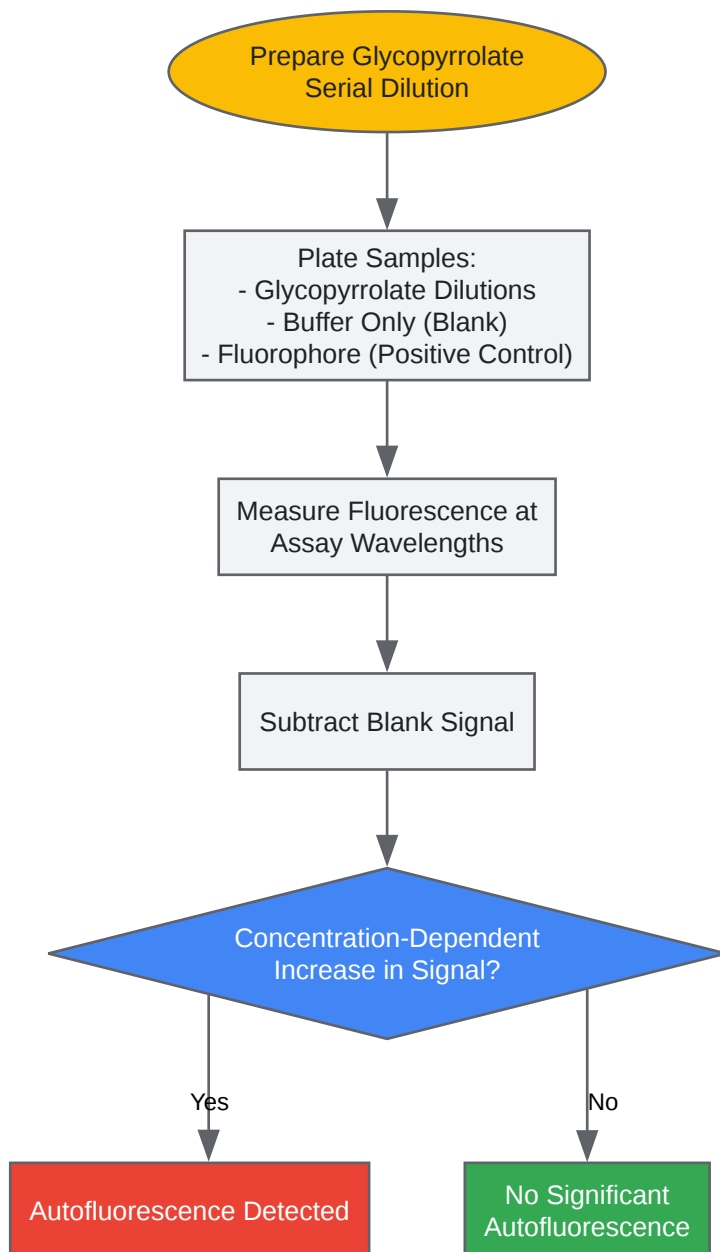 Prepare Glycopyrrolate
Serial Dilution
Plate Samples:
- Glycopyrrolate Dilutions
- Buffer Only (Blank)
- Fluorophore (Positive Control)
Measure Fluorescence at
Assay Wavelengths
Subtract Blank Signal
Concentration-Dependent
Increase in Signal?
Yes
No
Autofluorescence Detected
No Significant
Autofluorescence